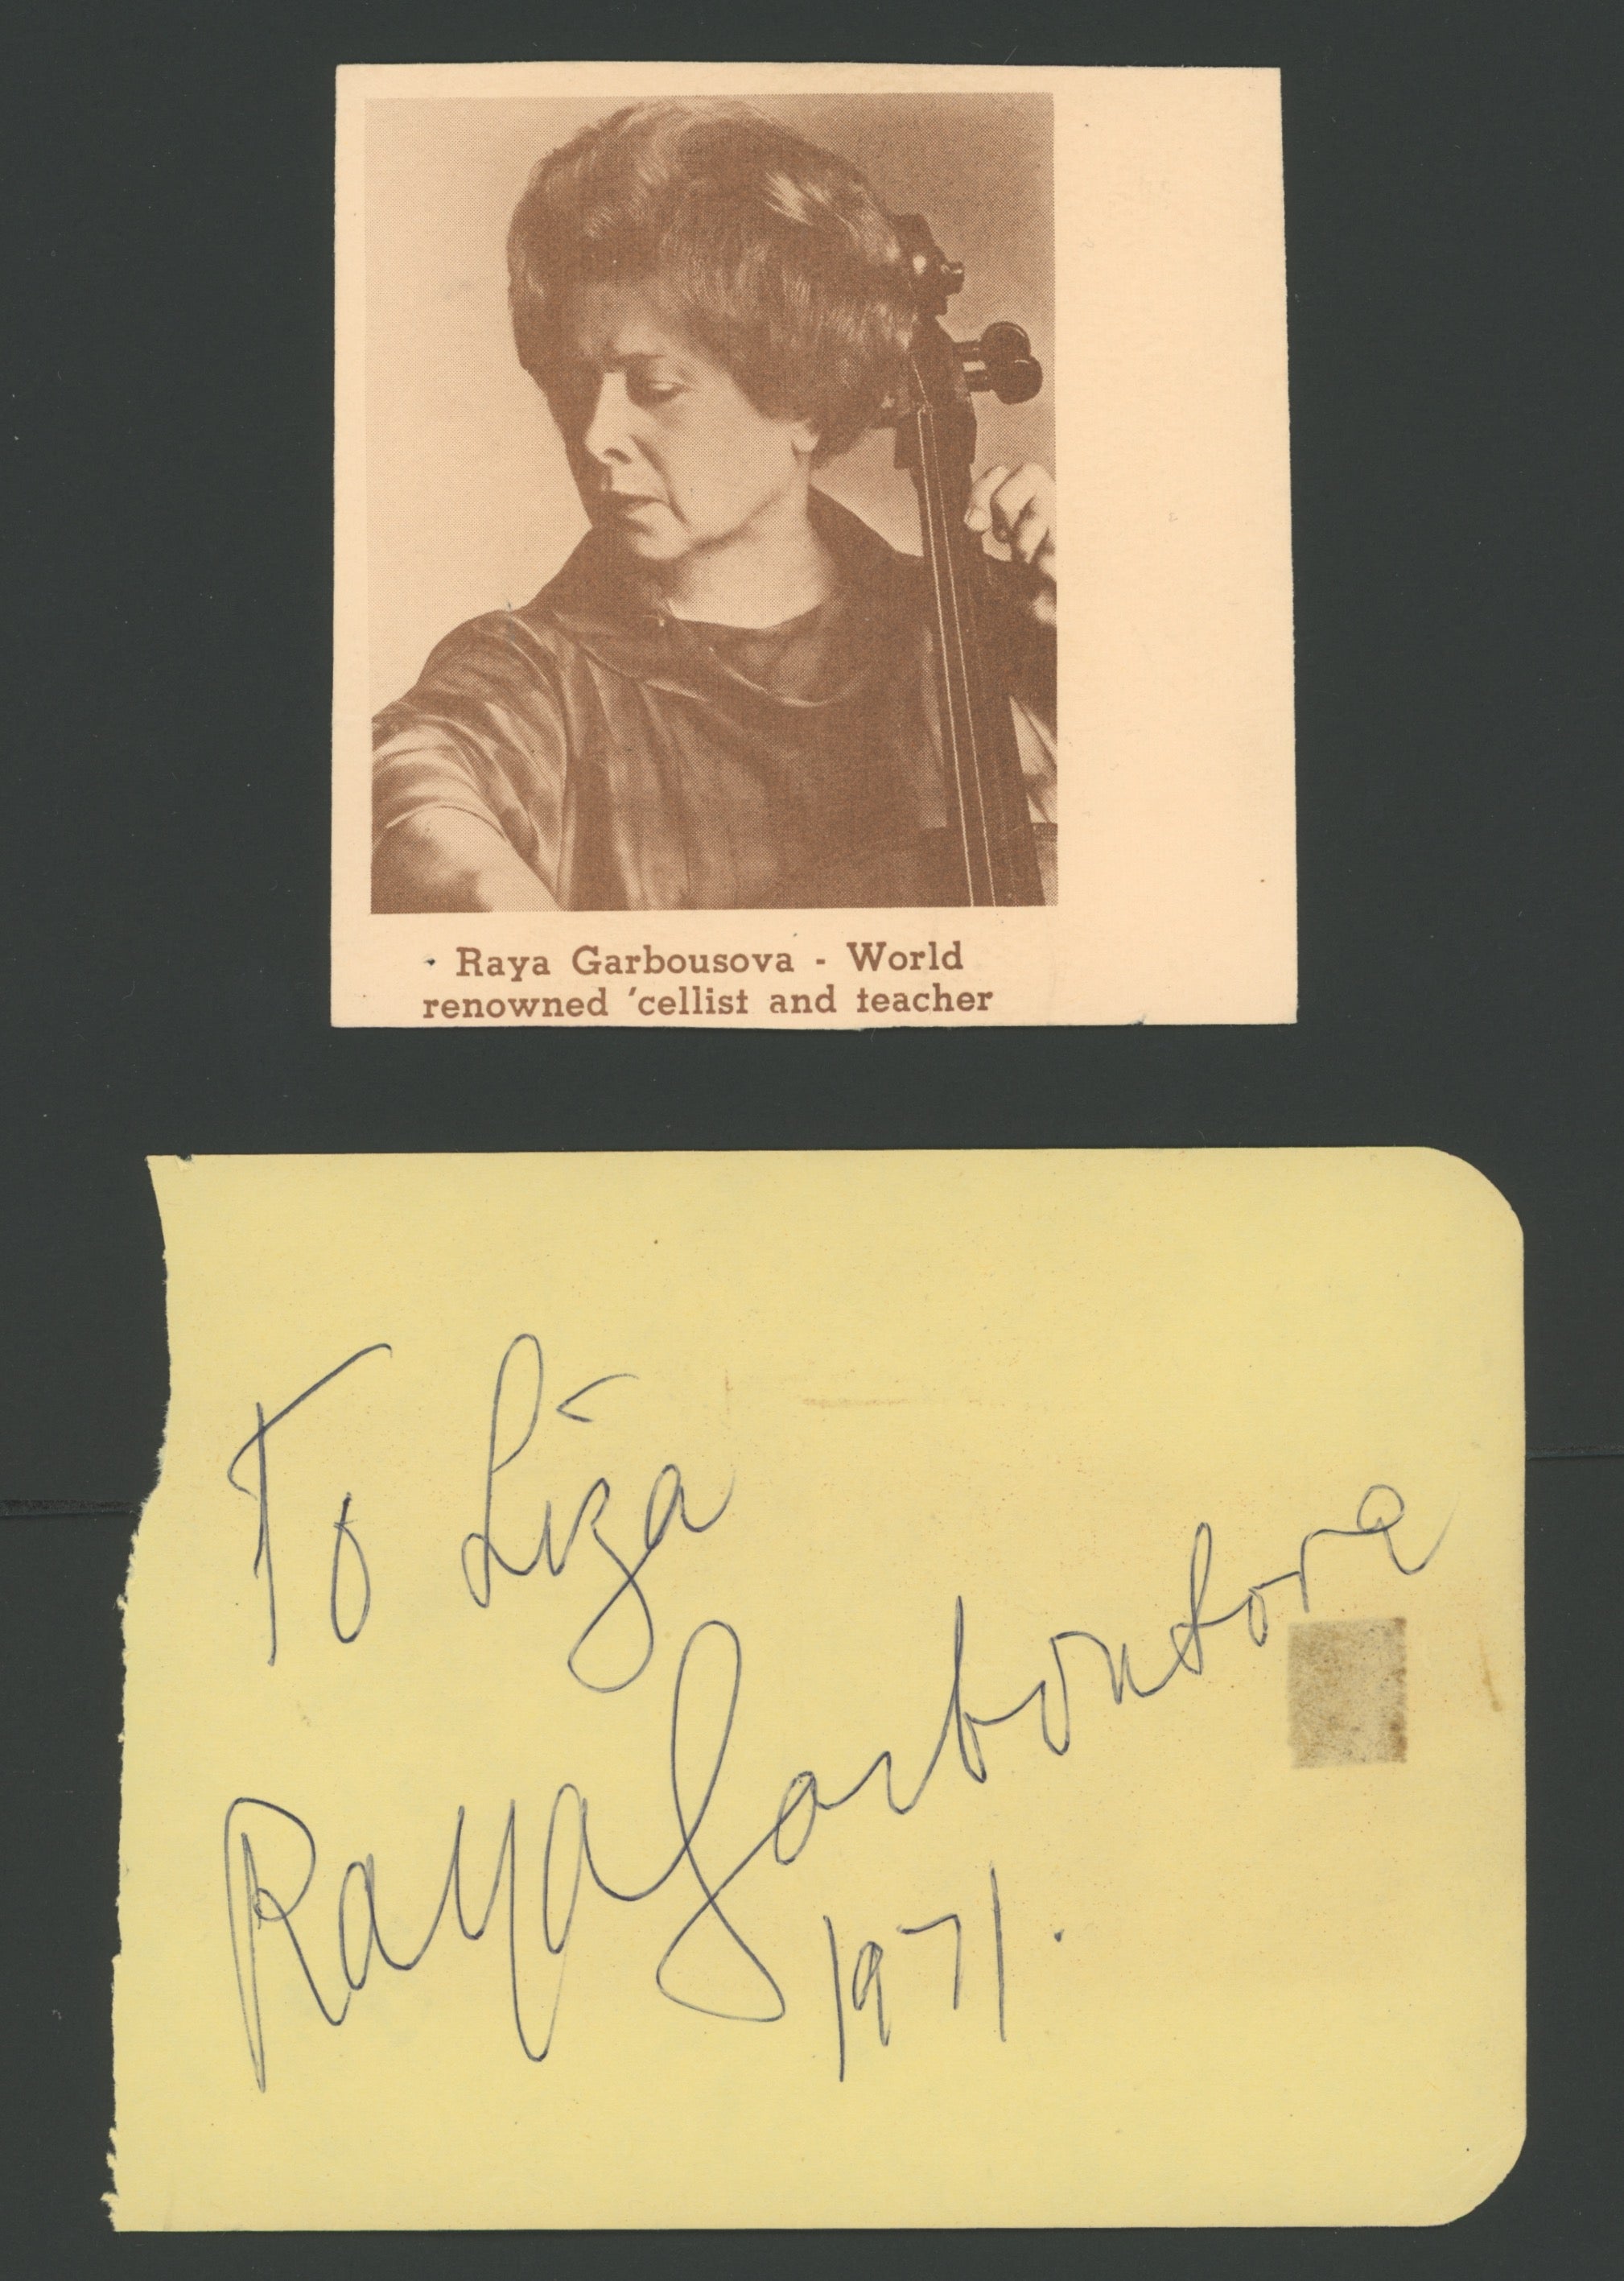 Raya Garbousova - World
renowned 'cellist and teacher
To Liza
Raya Garbousova
1971.